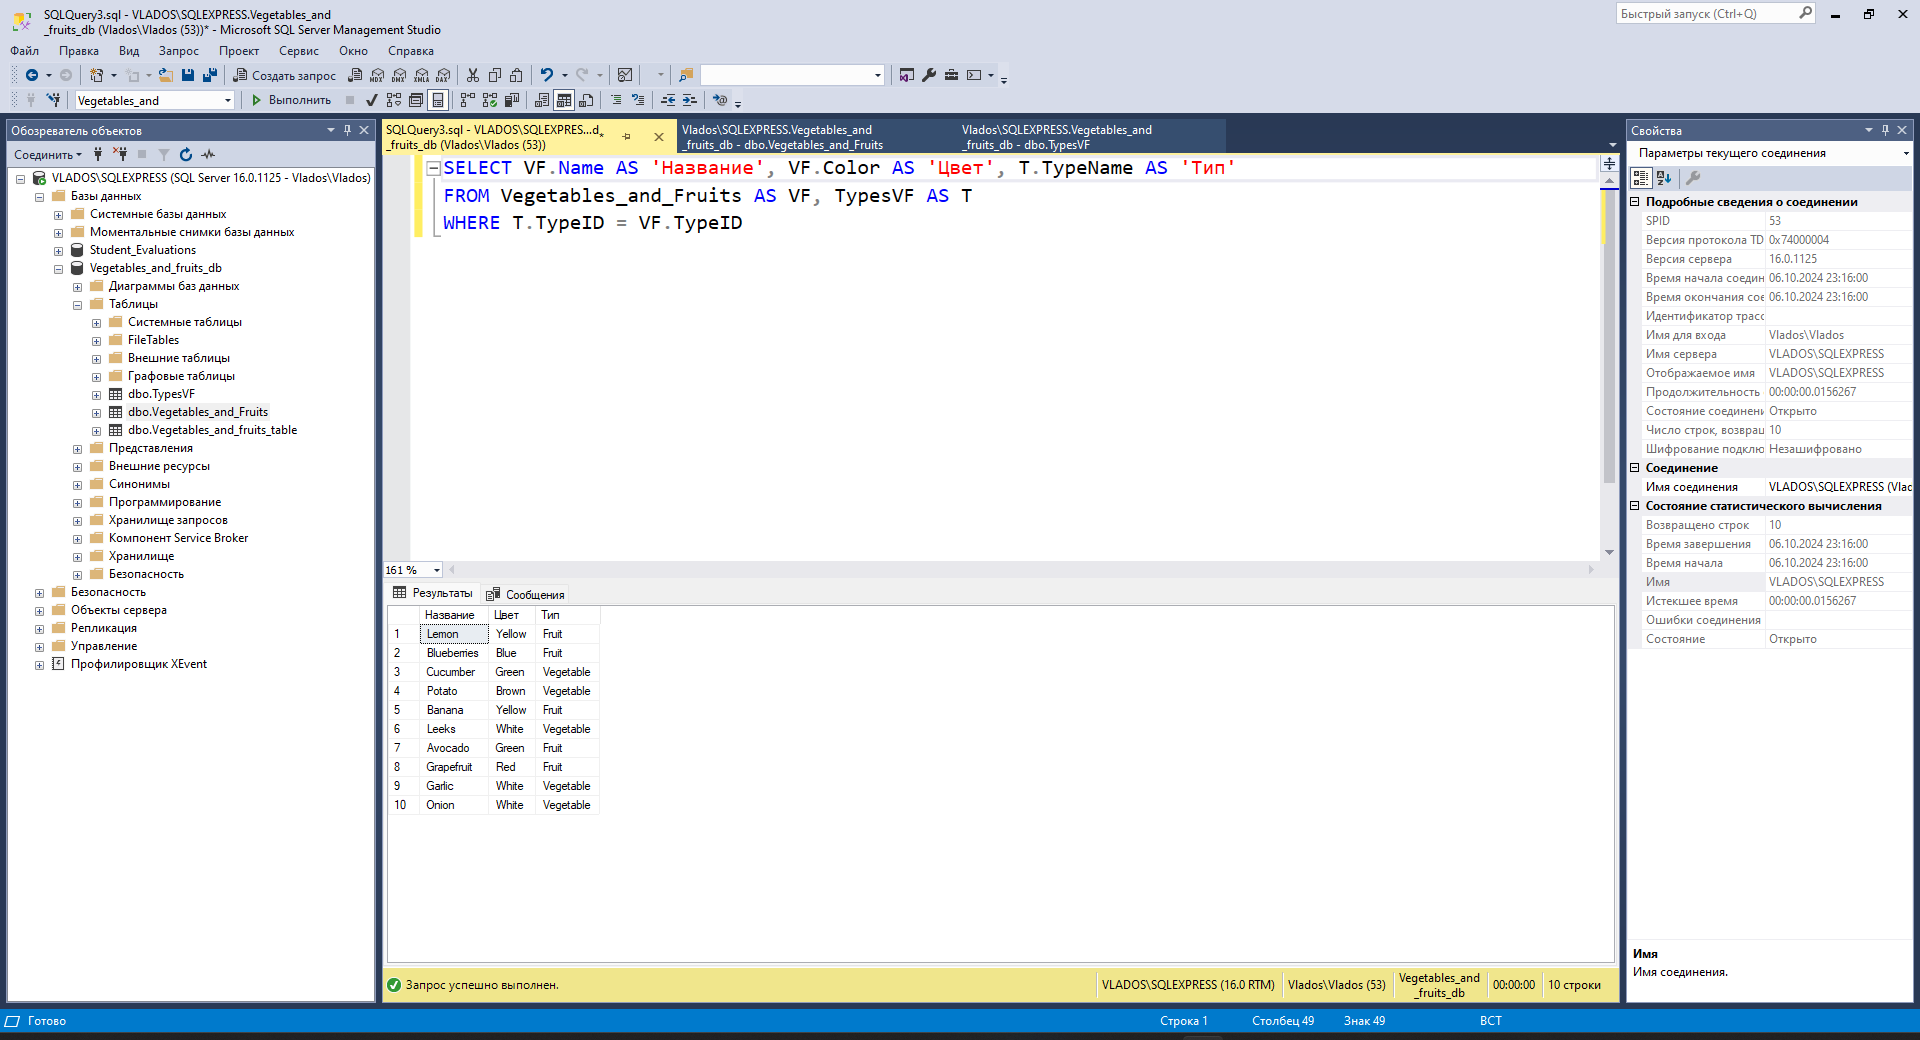 SQLQuery3.sql - VLADOS\SQLEXPRESS.Vegetables_and
_fruits_db (Vlados\Vlados (53))* - Microsoft SQL Server Management Studio
Быстрый запуск (Ctrl+Q)
Файл Правка Вид Запрос Проект Сервис Окно Справка
Создать запрос MDX DMX XMLA DAX
Vegetables_and Выполнить
Обозреватель объектов
Соединить
VLADOS\SQLEXPRESS (SQL Server 16.0.1125 - Vlados\Vlados)
Базы данных
Системные базы данных
Моментальные снимки базы данных
Student_Evaluations
Vegetables_and_fruits_db
Диаграммы баз данных
Таблицы
Системные таблицы
FileTables
Внешние таблицы
Графовые таблицы
dbo.TypesVF
dbo.Vegetables_and_Fruits
dbo.Vegetables_and_fruits_table
Представления
Внешние ресурсы
Синонимы
Программирование
Хранилище запросов
Компонент Service Broker
Хранилище
Безопасность
Безопасность
Объекты сервера
Репликация
Управление
Профилировщик XEvent
SQLQuery3.sql - VLADOS\SQLEXPRES...d*
_fruits_db (Vlados\Vlados (53))
Vlados\SQLEXPRESS.Vegetables_and
_fruits_db - dbo.Vegetables_and_Fruits
Vlados\SQLEXPRESS.Vegetables_and
_fruits_db - dbo.TypesVF
SELECT VF.Name AS 'Название', VF.Color AS 'Цвет', T.TypeName AS 'Тип'
FROM Vegetables_and_Fruits AS VF, TypesVF AS T
WHERE T.TypeID = VF.TypeID
161 %
Результаты Сообщения
Название Цвет Тип
1 Lemon Yellow Fruit
2 Blueberries Blue Fruit
3 Cucumber Green Vegetable
4 Potato Brown Vegetable
5 Banana Yellow Fruit
6 Leeks White Vegetable
7 Avocado Green Fruit
8 Grapefruit Red Fruit
9 Garlic White Vegetable
10 Onion White Vegetable
Запрос успешно выполнен.
VLADOS\SQLEXPRESS (16.0 RTM) Vlados\Vlados (53) Vegetables_and
_fruits_db 00:00:00 10 строки
Свойства
Параметры текущего соединения
Подробные сведения о соединении
SPID 53
Версия протокола TD 0x74000004
Версия сервера 16.0.1125
Время начала соедин 06.10.2024 23:16:00
Время окончания сое 06.10.2024 23:16:00
Идентификатор трасс
Имя для входа Vlados\Vlados
Имя сервера VLADOS\SQLEXPRESS
Отображаемое имя VLADOS\SQLEXPRESS
Продолжительность 00:00:00.0156267
Состояние соединени Открыто
Число строк, возвращ 10
Шифрование подклю Незашифровано
Соединение
Имя соединения VLADOS\SQLEXPRESS (Vlac
Состояние статистического вычисления
Возвращено строк 10
Время завершения 06.10.2024 23:16:00
Время начала 06.10.2024 23:16:00
Имя VLADOS\SQLEXPRESS
Истекшее время 00:00:00.0156267
Ошибки соединения
Состояние Открыто
Имя
Имя соединения.
Готово Строка 1 Столбец 49 Знак 49 ВСТ